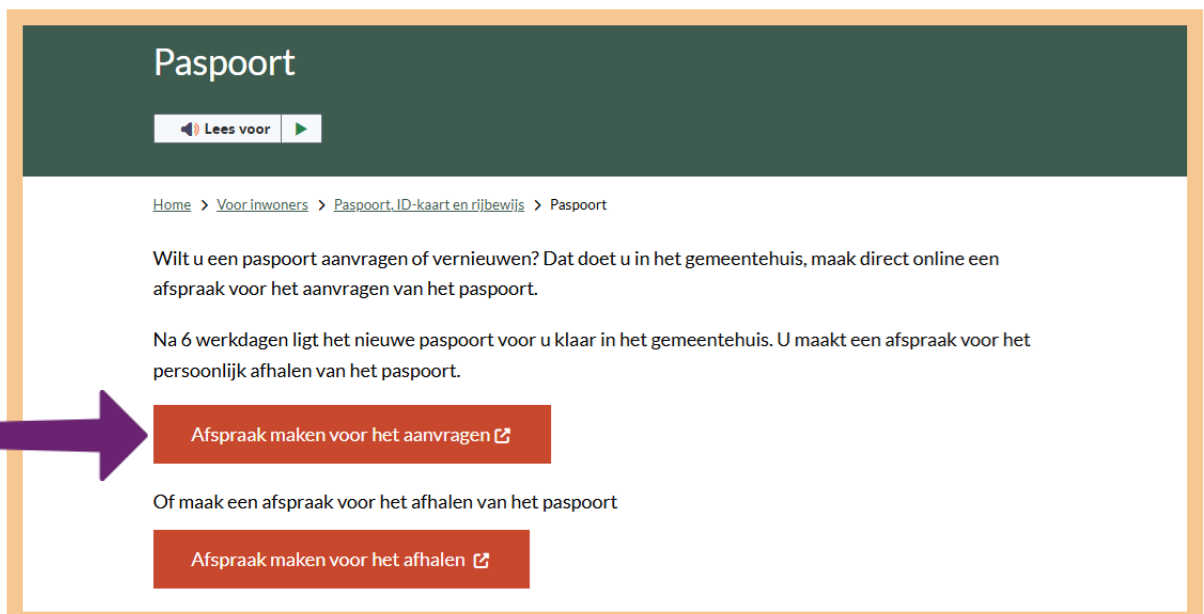 Paspoort
Lees voor
Home > Voor inwoners > Paspoort, ID-kaart en rijbewijs > Paspoort
Wilt u een paspoort aanvragen of vernieuwen? Dat doet u in het gemeentehuis, maak direct online een
afspraak voor het aanvragen van het paspoort.
Na 6 werkdagen ligt het nieuwe paspoort voor u klaar in het gemeentehuis. U maakt een afspraak voor het
persoonlijk afhalen van het paspoort.
Afspraak maken voor het aanvragen
Of maak een afspraak voor het afhalen van het paspoort
Afspraak maken voor het afhalen